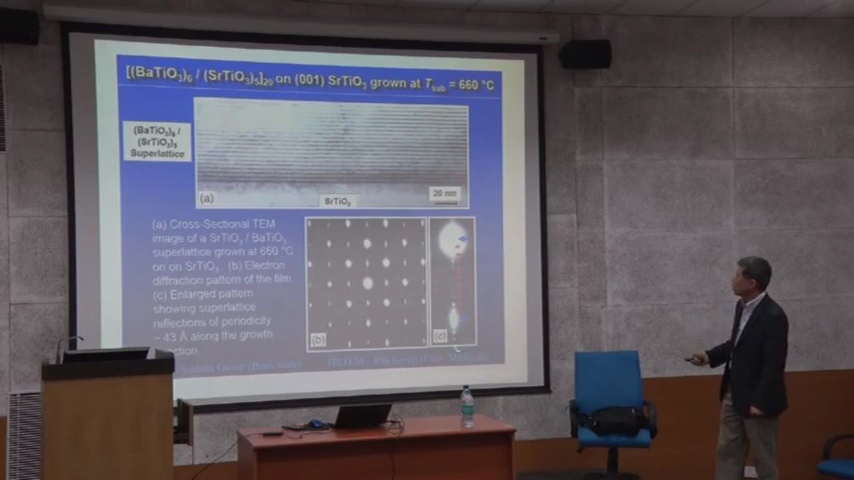 [(BaTiO₃)₆ / (SrTiO₃)₅]₂₀ on (001) SrTiO₃ grown at Tsub = 660 °C
(BaTiO₃)₆ /
(SrTiO₃)₅
Superlattice
(a)
SrTiO₃
20 nm
(a) Cross-Sectional TEM
image of a SrTiO₃ / BaTiO₃
superlattice grown at 660 °C
on on SrTiO₃. (b) Electron
diffraction pattern of the film.
(c) Enlarged pattern
showing superlattice
reflections of periodicity
~ 43 Å along the growth
(b)
(c)